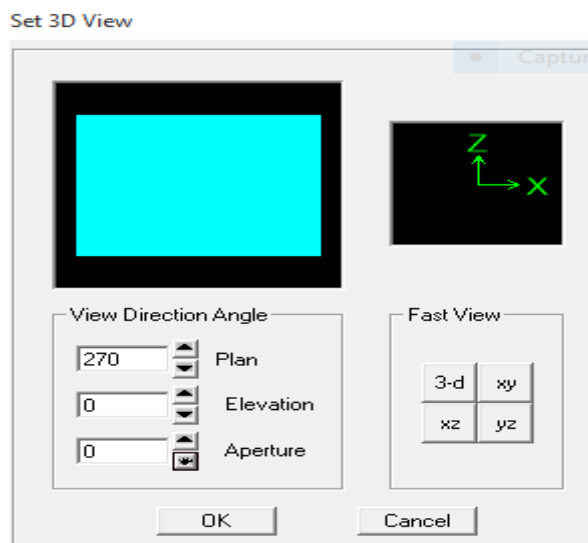 Set 3D View
Captur
Z
X
View Direction Angle
270 Plan
0 Elevation
0 Aperture
Fast View
3-d xy
xz yz
OK Cancel